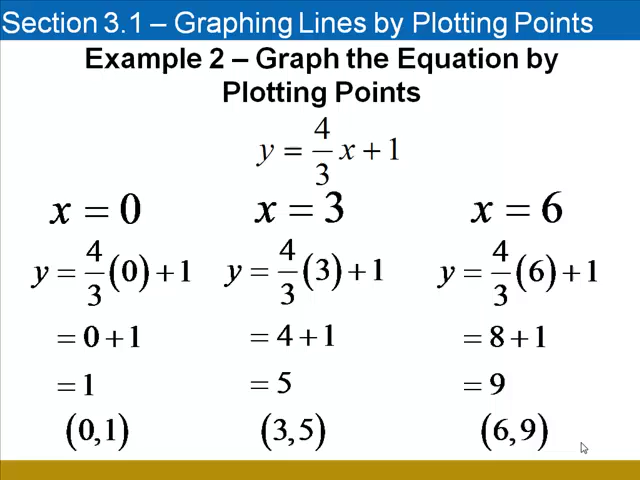 Section 3.1 – Graphing Lines by Plotting Points
Example 2 – Graph the Equation by
Plotting Points
y = 4/3 x + 1
x = 0 x = 3 x = 6
y = 4/3 (0) + 1 y = 4/3 (3) + 1 y = 4/3 (6) + 1
= 0 + 1 = 4 + 1 = 8 + 1
= 1 = 5 = 9
(0,1) (3,5) (6,9)